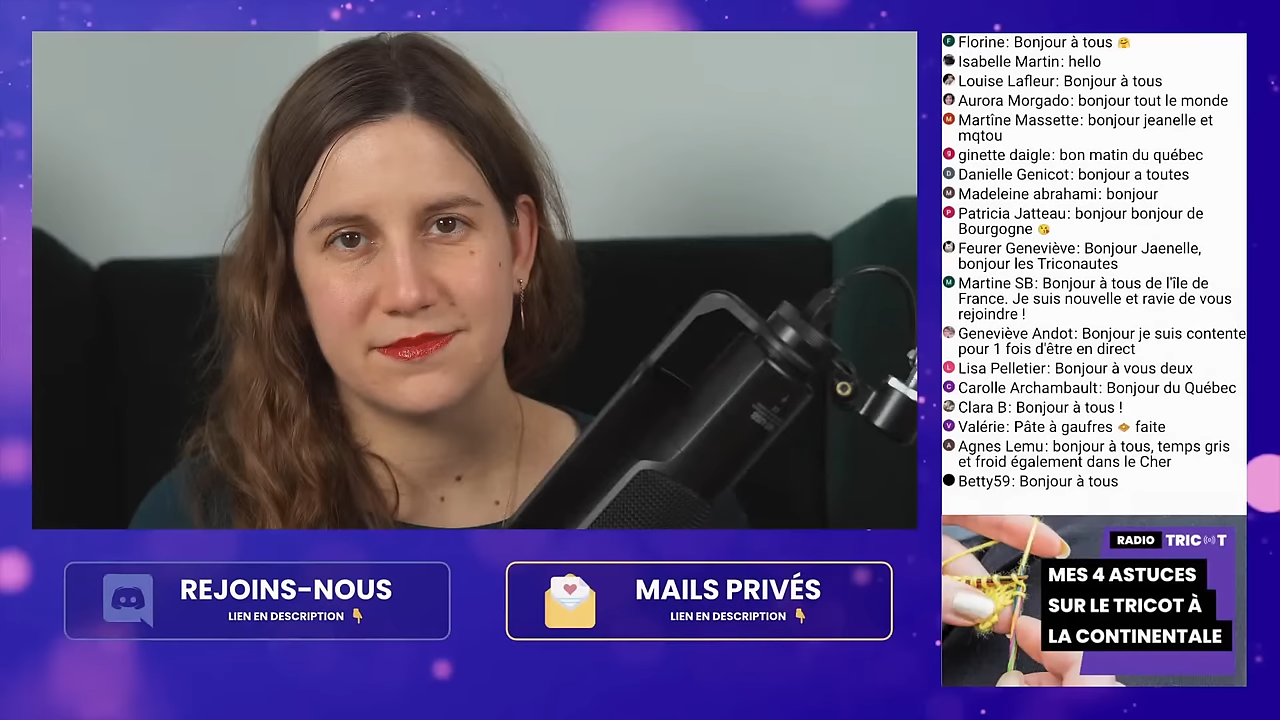 Florine: Bonjour à tous 🤗
Isabelle Martin: hello
Louise Lafleur: Bonjour à tous
Aurora Morgado: bonjour tout le monde
Martîne Massette: bonjour jeanelle et
mqtou
ginette daigle: bon matin du québec
Danielle Genicot: bonjour a toutes
Madeleine abrahami: bonjour
Patricia Jatteau: bonjour bonjour de
Bourgogne 😘
Feurer Geneviève: Bonjour Jaenelle,
bonjour les Triconautes
Martine SB: Bonjour à tous de l'île de
France. Je suis nouvelle et ravie de vous
rejoindre !
Geneviève Andot: Bonjour je suis contente
pour 1 fois d'être en direct
Lisa Pelletier: Bonjour à vous deux
Carolle Archambault: Bonjour du Québec
Clara B: Bonjour à tous !
Valérie: Pâte à gaufres 🧇 faite
Agnes Lemu: bonjour à tous, temps gris
et froid également dans le Cher
Betty59: Bonjour à tous
RADIO TRICOT
MES 4 ASTUCES
SUR LE TRICOT À
LA CONTINENTALE
REJOINS-NOUS
LIEN EN DESCRIPTION 👇
MAILS PRIVÉS
LIEN EN DESCRIPTION 👇